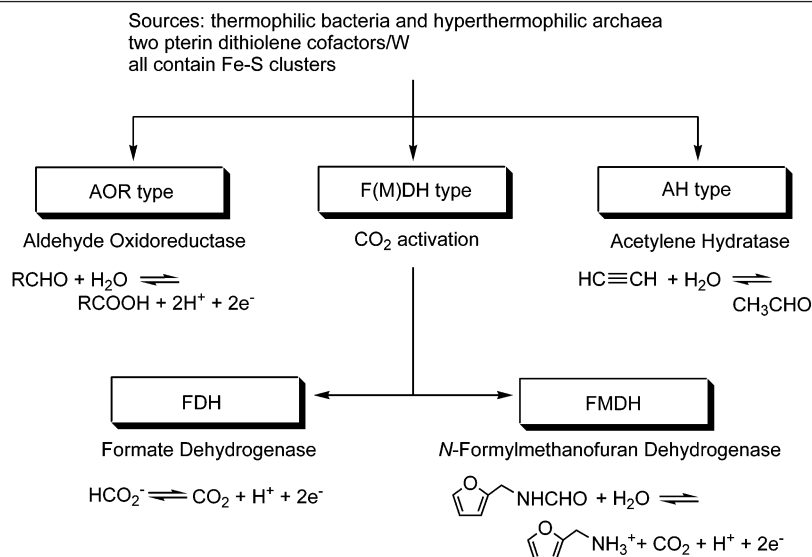 Sources: thermophilic bacteria and hyperthermophilic archaea
two pterin dithiolene cofactors/W
all contain Fe-S clusters
AOR type
F(M)DH type
AH type
Aldehyde Oxidoreductase
CO₂ activation
Acetylene Hydratase
RCHO + H₂O ⇌
RCOOH + 2H⁺ + 2e⁻
HC≡CH + H₂O ⇌
CH₃CHO
FDH
FMDH
Formate Dehydrogenase
N-Formylmethanofuran Dehydrogenase
HCO₂⁻ ⇌ CO₂ + H⁺ + 2e⁻
O NHCHO + H₂O ⇌
O NH₃⁺ + CO₂ + H⁺ + 2e⁻